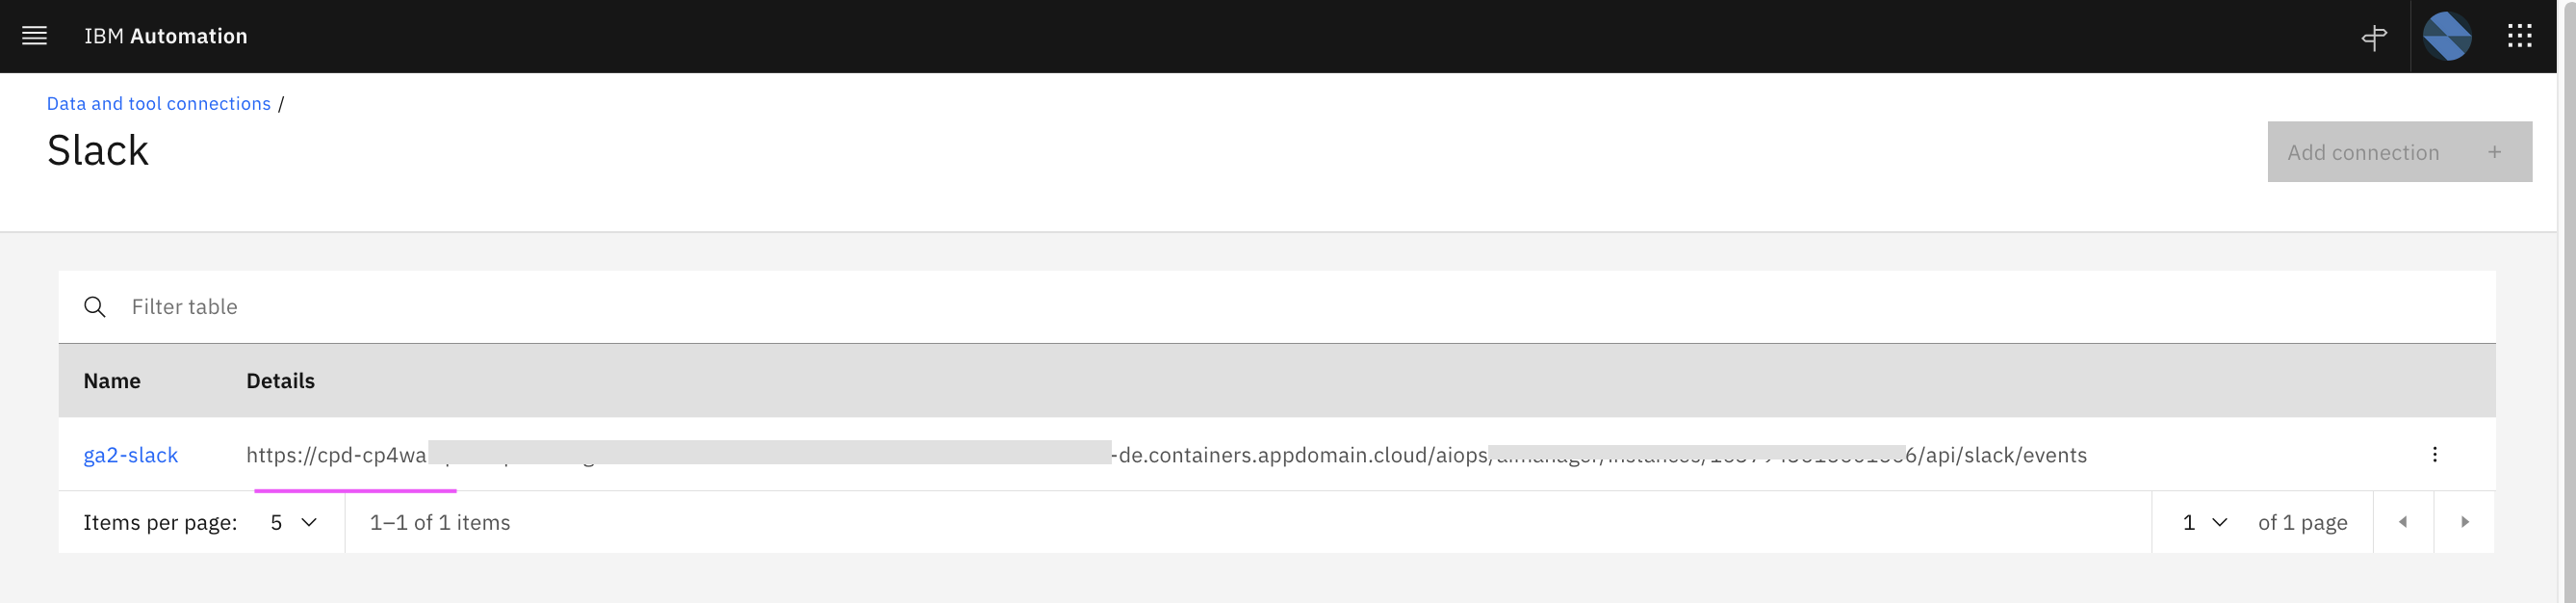 IBM Automation
Data and tool connections /
Slack
Add connection +
Filter table
Name Details
ga2-slack https://cpd-cp4wa -de.containers.appdomain.cloud/aiops 6/api/slack/events
Items per page: 5 1–1 of 1 items 1 of 1 page